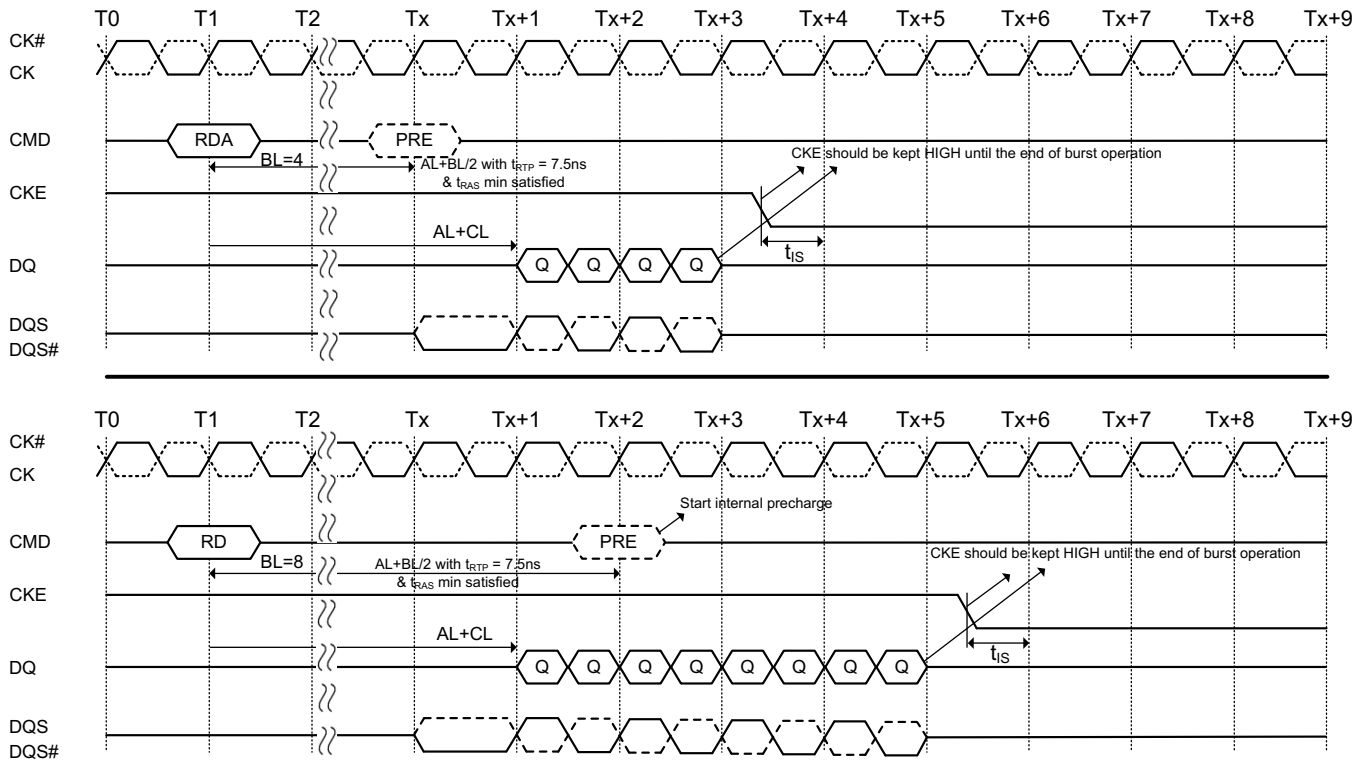 T0 T1 T2 Tx Tx+1 Tx+2 Tx+3 Tx+4 Tx+5 Tx+6 Tx+7 Tx+8 Tx+9
CK#
CK
CMD RDA PRE
BL=4 AL+BL/2 with tRTP = 7.5ns
& tRAS min satisfied
CKE should be kept HIGH until the end of burst operation
CKE
AL+CL
tIS
DQ Q Q Q Q
DQS
DQS#
T0 T1 T2 Tx Tx+1 Tx+2 Tx+3 Tx+4 Tx+5 Tx+6 Tx+7 Tx+8 Tx+9
CK#
CK
Start internal precharge
CMD RD PRE
CKE should be kept HIGH until the end of burst operation
BL=8 AL+BL/2 with tRTP = 7.5ns
& tRAS min satisfied
CKE
AL+CL
tIS
DQ Q Q Q Q Q Q Q Q
DQS
DQS#